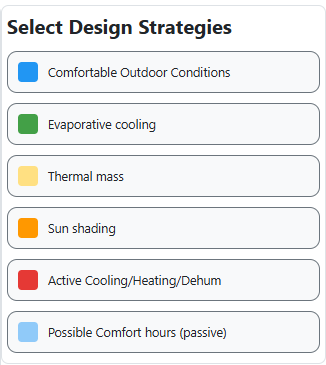 Select Design Strategies
Comfortable Outdoor Conditions
Evaporative cooling
Thermal mass
Sun shading
Active Cooling/Heating/Dehum
Possible Comfort hours (passive)